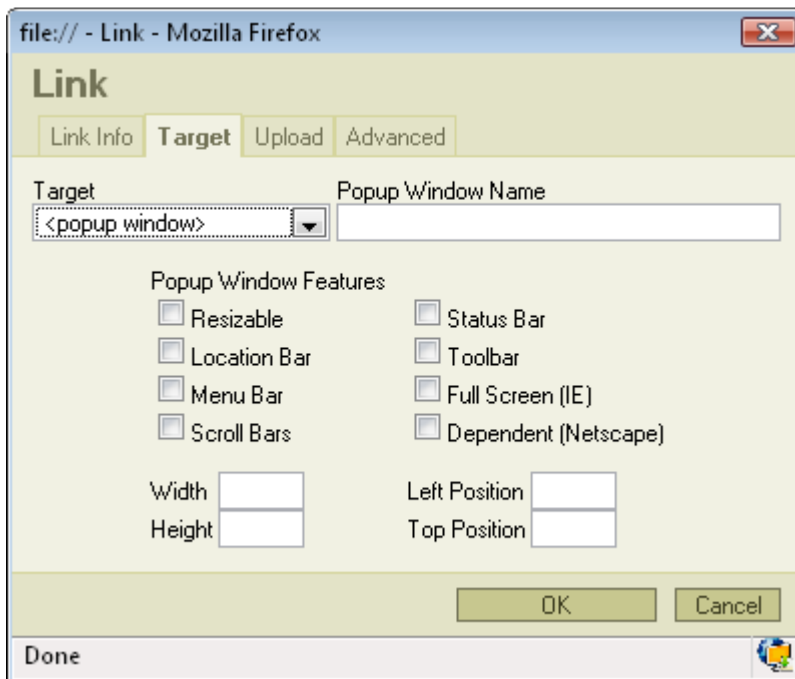 file:// - Link - Mozilla Firefox
Link
Link Info Target Upload Advanced
Target Popup Window Name
<popup window>
Popup Window Features
Resizable Status Bar
Location Bar Toolbar
Menu Bar Full Screen (IE)
Scroll Bars Dependent (Netscape)
Width Left Position
Height Top Position
OK Cancel
Done